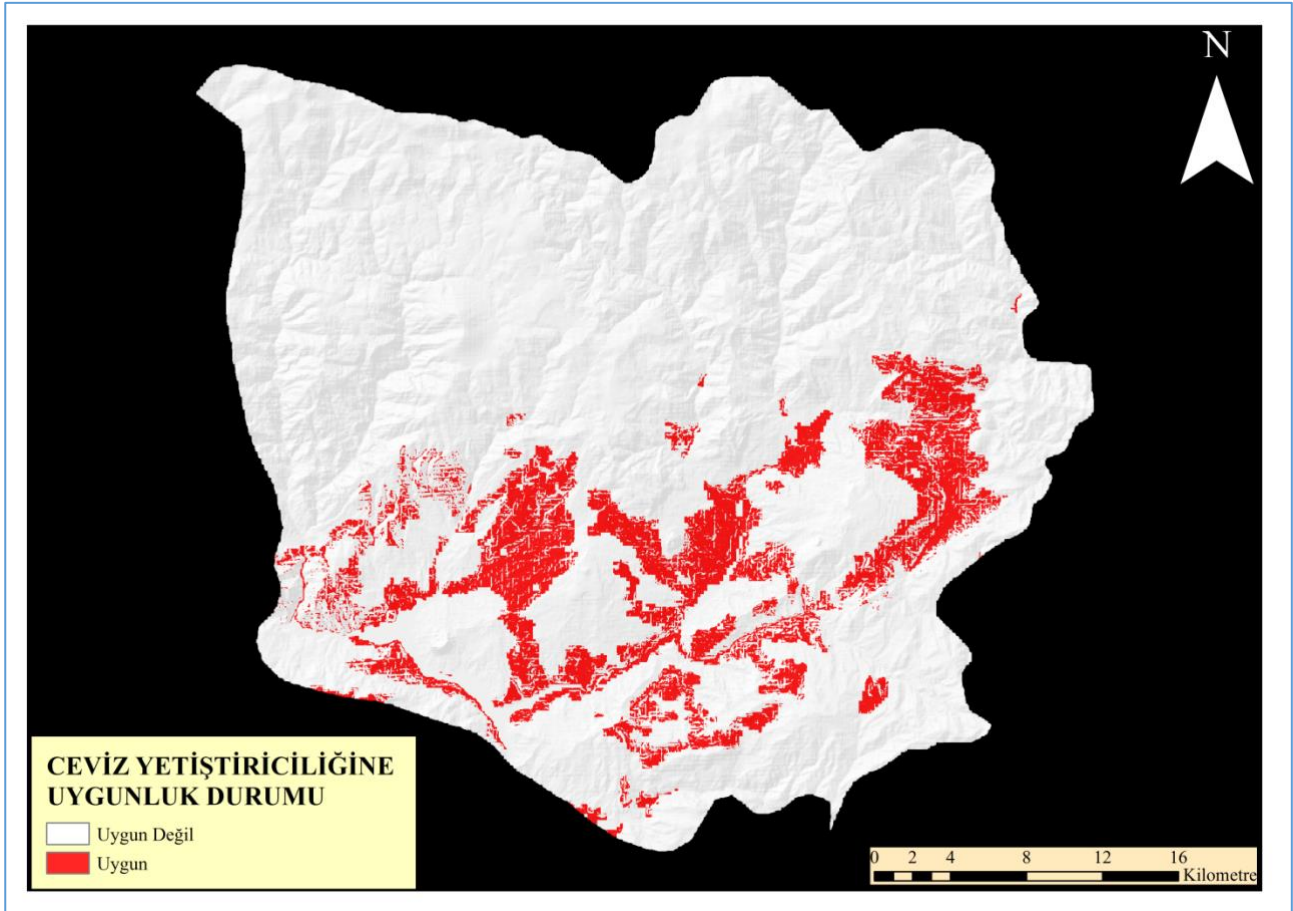 N
CEVİZ YETİŞTİRİCİLİĞİNE
UYGUNLUK DURUMU
Uygun Değil
Uygun
0 2 4 8 12 16
Kilometre